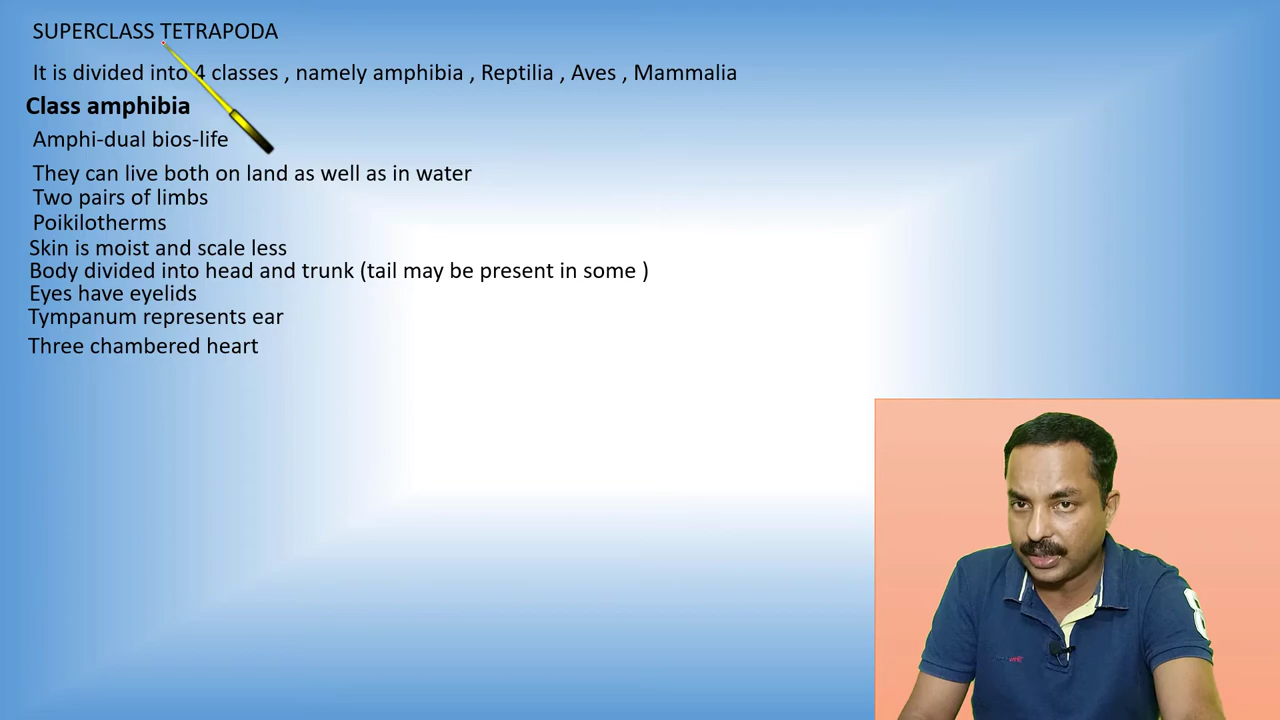 SUPERCLASS TETRAPODA
It is divided into 4 classes , namely amphibia , Reptilia , Aves , Mammalia
Class amphibia
Amphi-dual bios-life
They can live both on land as well as in water
Two pairs of limbs
Poikilotherms
Skin is moist and scale less
Body divided into head and trunk (tail may be present in some )
Eyes have eyelids
Tympanum represents ear
Three chambered heart
8